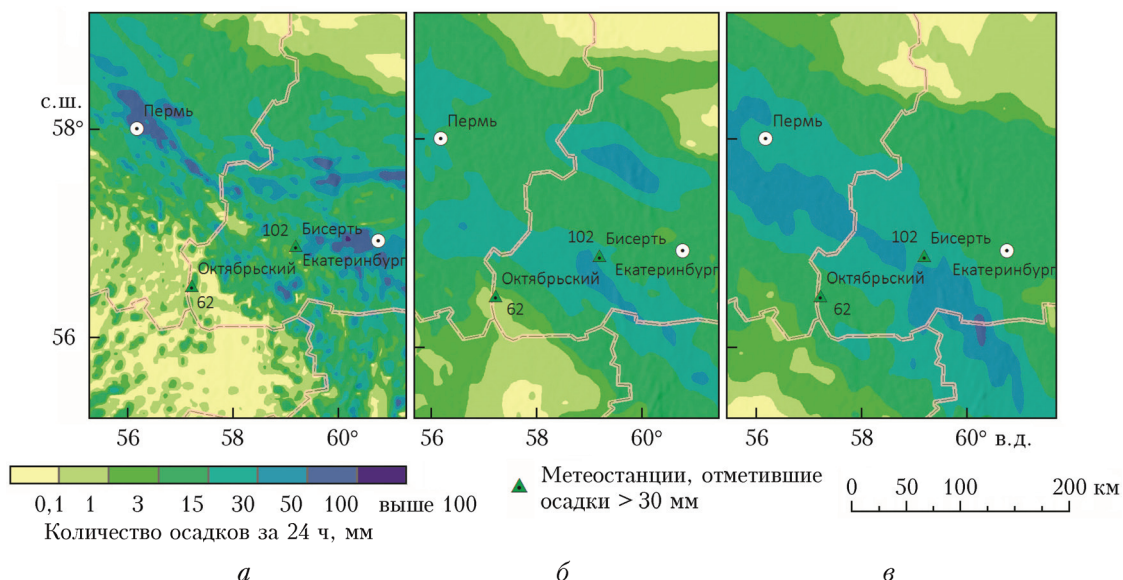 с.ш.
58°
56
Пермь
102
Бисерть
Екатеринбург
Октябрьский
62
Пермь
102
Бисерть
Екатеринбург
Октябрьский
62
Пермь
102
Бисерть
Екатеринбург
Октябрьский
62
56 58 60°
56 58 60°
56 58 60° в.д.
0,1 1 3 15 30 50 100 выше 100
Количество осадков за 24 ч, мм
Метеостанции, отметившие
осадки > 30 мм
0 50 100 200 км
а б в